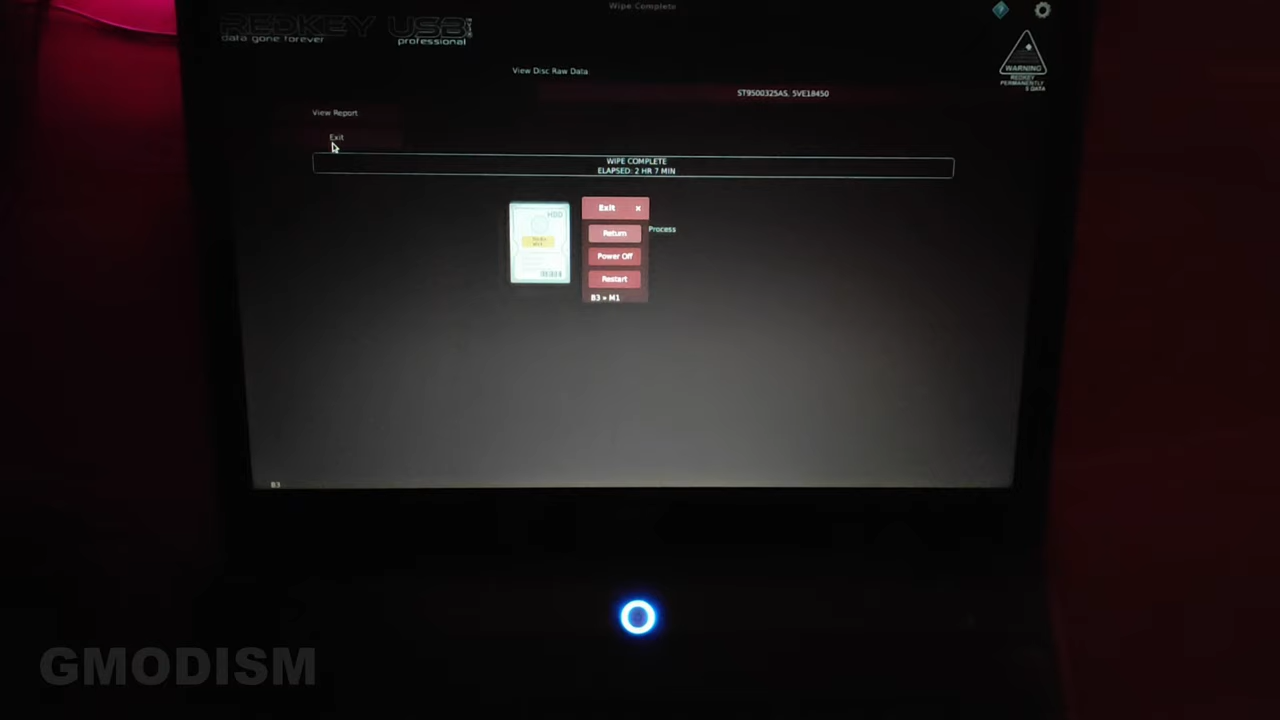 Wipe Complete
REDKEY USB
data gone forever
professional
WARNING
REDKEY
PERMANENTLY
View Disc Raw Data
ST9500325AS, 5VE18450
View Report
Exit
WIPE COMPLETE
ELAPSED: 2 HR 7 MIN
HDD
Exit x
Return
Process
Power Off
Restart
B3 » M1
B3
GMODISM